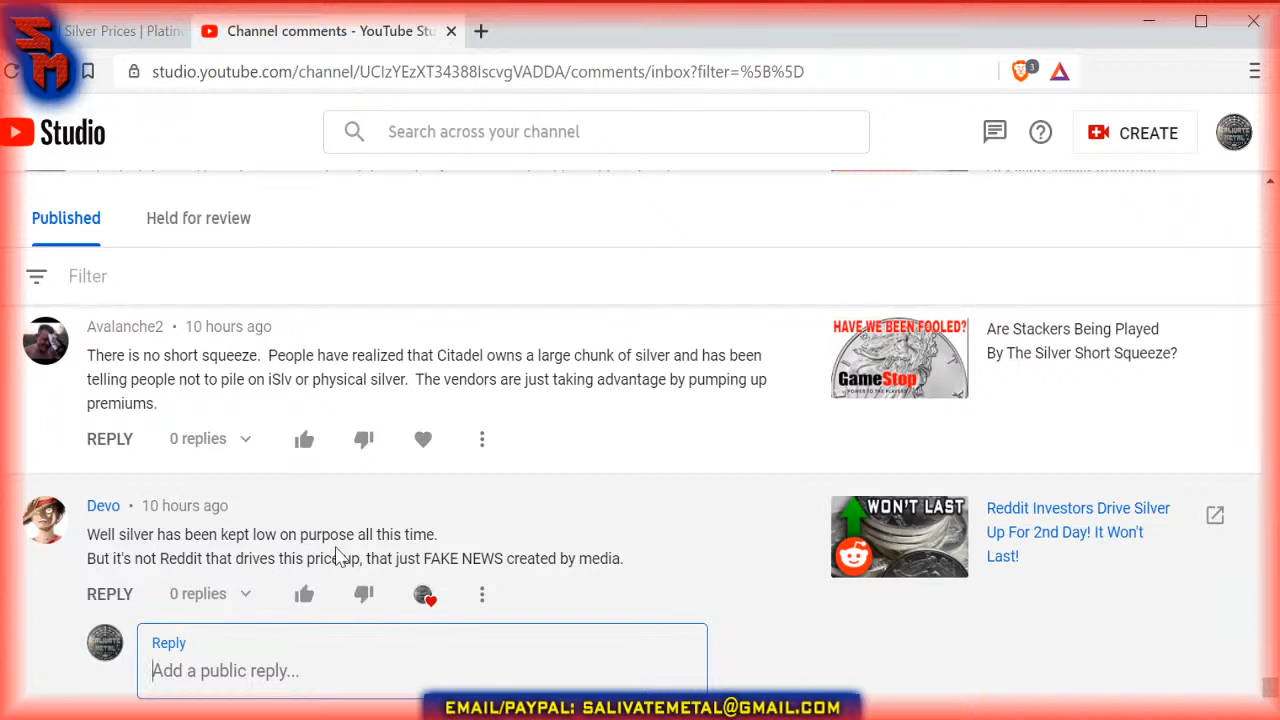 SM
Silver Prices | Platin
Channel comments - YouTube Stu
studio.youtube.com/channel/UCIzYEzXT34388IscvgVADDA/comments/inbox?filter=%5B%5D
3
Studio
Search across your channel
CREATE
Published
Held for review
Filter
Avalanche2 • 10 hours ago
There is no short squeeze. People have realized that Citadel owns a large chunk of silver and has been
telling people not to pile on iSlv or physical silver. The vendors are just taking advantage by pumping up
premiums.
REPLY 0 replies
HAVE WE BEEN FOOLED?
GameStop
POWER TO THE PLAYERS
Are Stackers Being Played
By The Silver Short Squeeze?
Devo • 10 hours ago
Well silver has been kept low on purpose all this time.
But it's not Reddit that drives this price up, that just FAKE NEWS created by media.
REPLY 0 replies
WON'T LAST
Reddit Investors Drive Silver
Up For 2nd Day! It Won't
Last!
Reply
Add a public reply...
EMAIL/PAYPAL: SALIVATEMETAL@GMAIL.COM